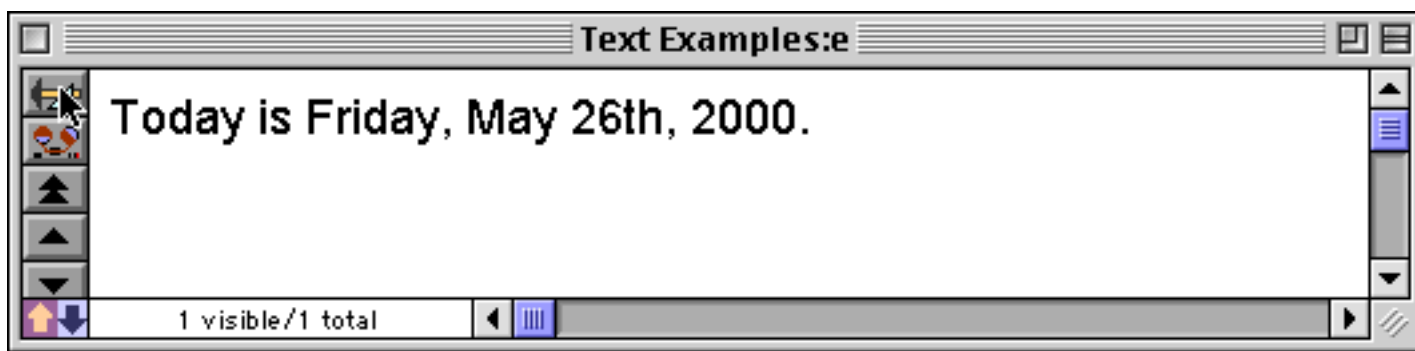 Text Examples:e
Today is Friday, May 26th, 2000.
1 visible/1 total